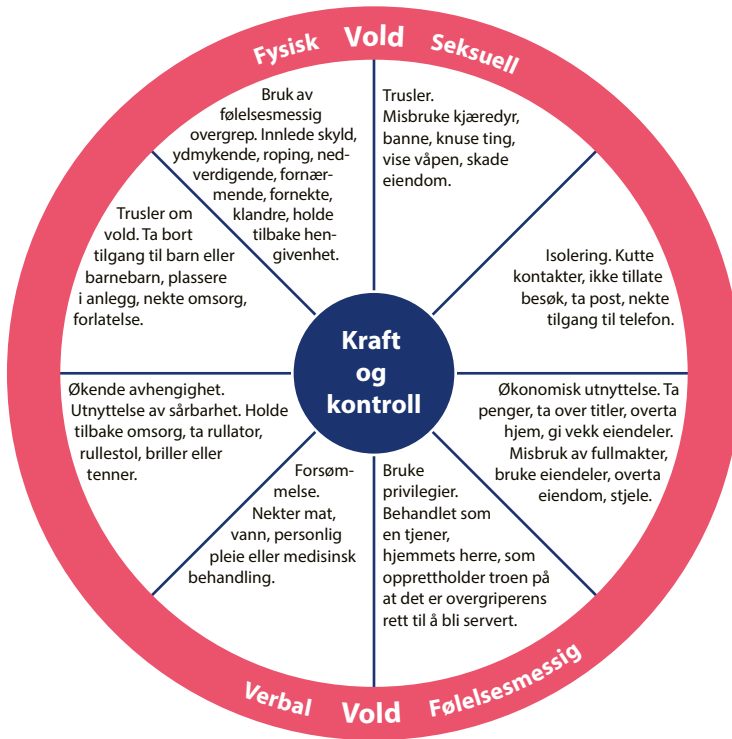 Fysisk Vold Seksuell
Bruk av
følelsesmessig
overgrep. Innlede skyld,
ydmykende, roping, ned-
verdigende, fornær-
mende, fornekte,
klandre, holde
tilbake hen-
givenhet.
Trusler.
Misbruke kjæredyr,
banne, knuse ting,
vise våpen, skade
eiendom.
Trusler om
vold. Ta bort
tilgang til barn eller
barnebarn, plassere
i anlegg, nekte omsorg,
forlatelse.
Isolering. Kutte
kontakter, ikke tillate
besøk, ta post, nekte
tilgang til telefon.
Kraft
og
kontroll
Økende avhengighet.
Utnyttelse av sårbarhet. Holde
tilbake omsorg, ta rullator,
rullestol, briller eller
tenner.
Økonomisk utnyttelse. Ta
penger, ta over titler, overta
hjem, gi vekk eiendeler.
Misbruk av fullmakter,
bruke eiendeler, overta
eiendom, stjele.
Forsøm-
melse.
Nekter mat,
vann, personlig
pleie eller medisinsk
behandling.
Bruke
privilegier.
Behandlet som
en tjener,
hjemmets herre, som
opprettholder troen på
at det er overgriperens
rett til å bli servert.
Verbal Vold Følelsesmessig